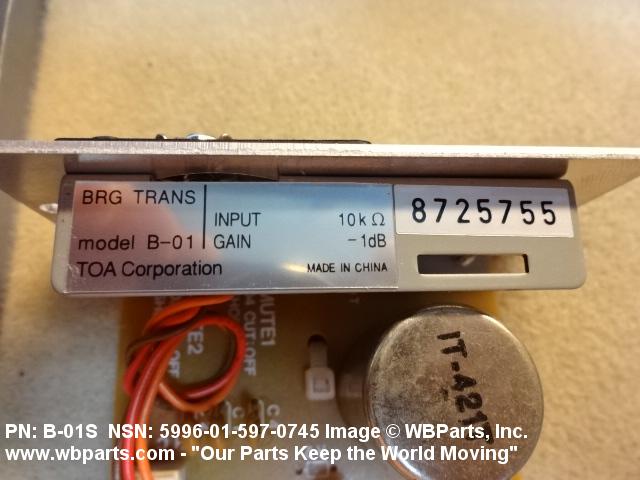 BRG TRANS
INPUT 10kΩ
model B-01 GAIN -1dB
TOA Corporation MADE IN CHINA
8725755
MUTE1
CUT/OFF
IT-421
PN: B-01S NSN: 5996-01-597-0745 Image © WBParts, Inc.
www.wbparts.com - "Our Parts Keep the World Moving"